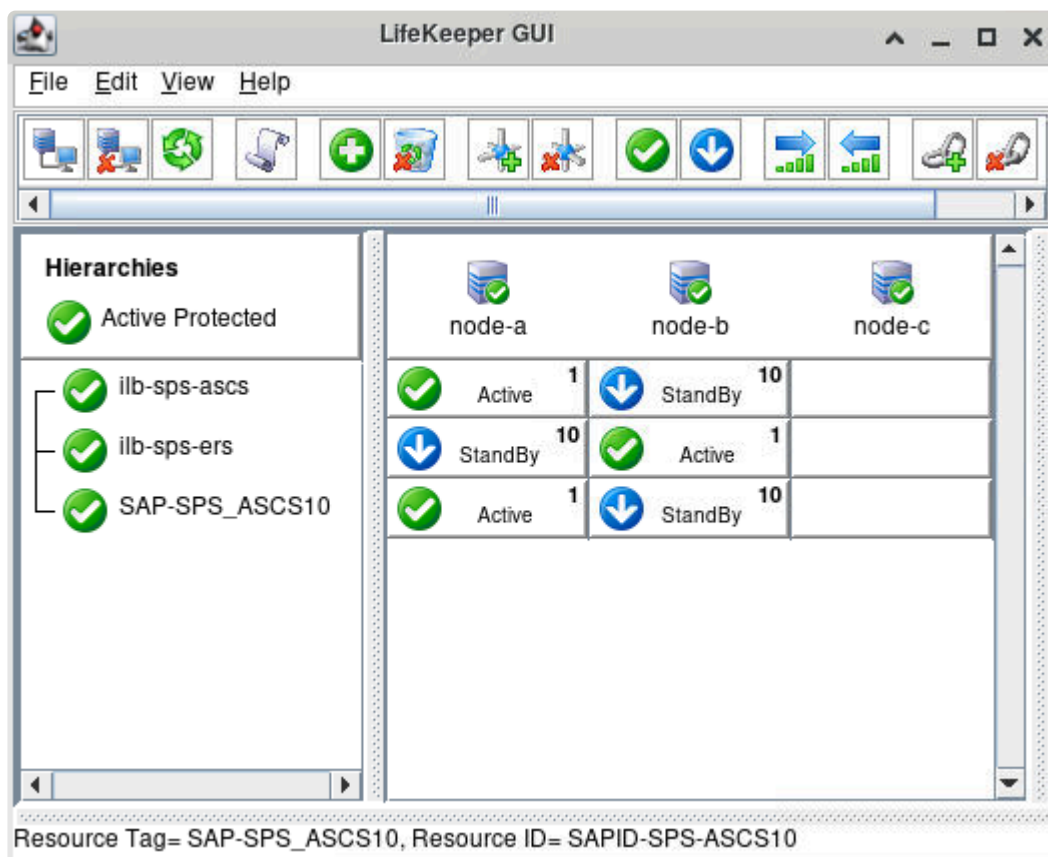 LifeKeeper GUI
File Edit View Help
Hierarchies
Active Protected
node-a node-b node-c
ilb-sps-ascs
Active 1 StandBy 10
ilb-sps-ers
StandBy 10 Active 1
SAP-SPS_ASCS10
Active 1 StandBy 10
Resource Tag= SAP-SPS_ASCS10, Resource ID= SAPID-SPS-ASCS10